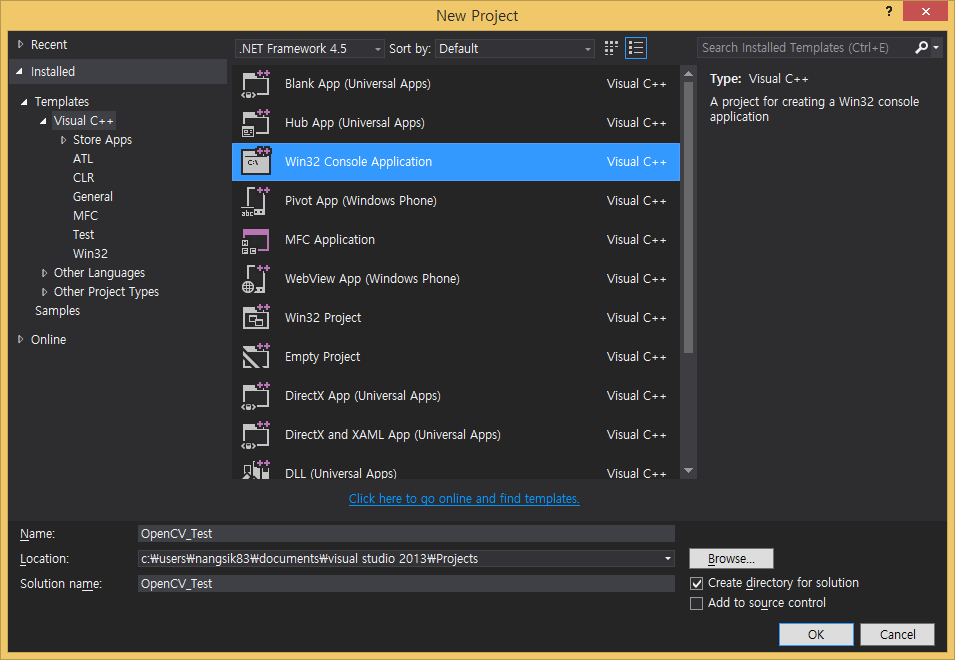 New Project
?
Recent
Installed
Templates
Visual C++
Store Apps
ATL
CLR
General
MFC
Test
Win32
Other Languages
Other Project Types
Samples
Online
.NET Framework 4.5 Sort by: Default
Blank App (Universal Apps) Visual C++
Hub App (Universal Apps) Visual C++
Win32 Console Application Visual C++
Pivot App (Windows Phone) Visual C++
MFC Application Visual C++
WebView App (Windows Phone) Visual C++
Win32 Project Visual C++
Empty Project Visual C++
DirectX App (Universal Apps) Visual C++
DirectX and XAML App (Universal Apps) Visual C++
DLL (Universal Apps) Visual C++
Click here to go online and find templates.
Search Installed Templates (Ctrl+E)
Type: Visual C++
A project for creating a Win32 console
application
Name: OpenCV_Test
Location: c:₩users₩nangsik83₩documents₩visual studio 2013₩Projects
Browse...
Solution name: OpenCV_Test
Create directory for solution
Add to source control
OK Cancel